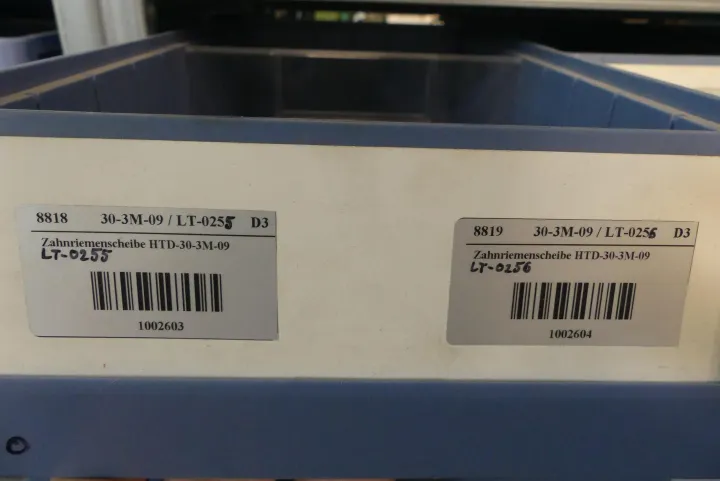 8818 30-3M-09 / LT-0255 D3
Zahnriemenscheibe HTD-30-3M-09
LT-0255
1002603
8819 30-3M-09 / LT-0256 D3
Zahnriemenscheibe HTD-30-3M-09
LT-0256
1002604